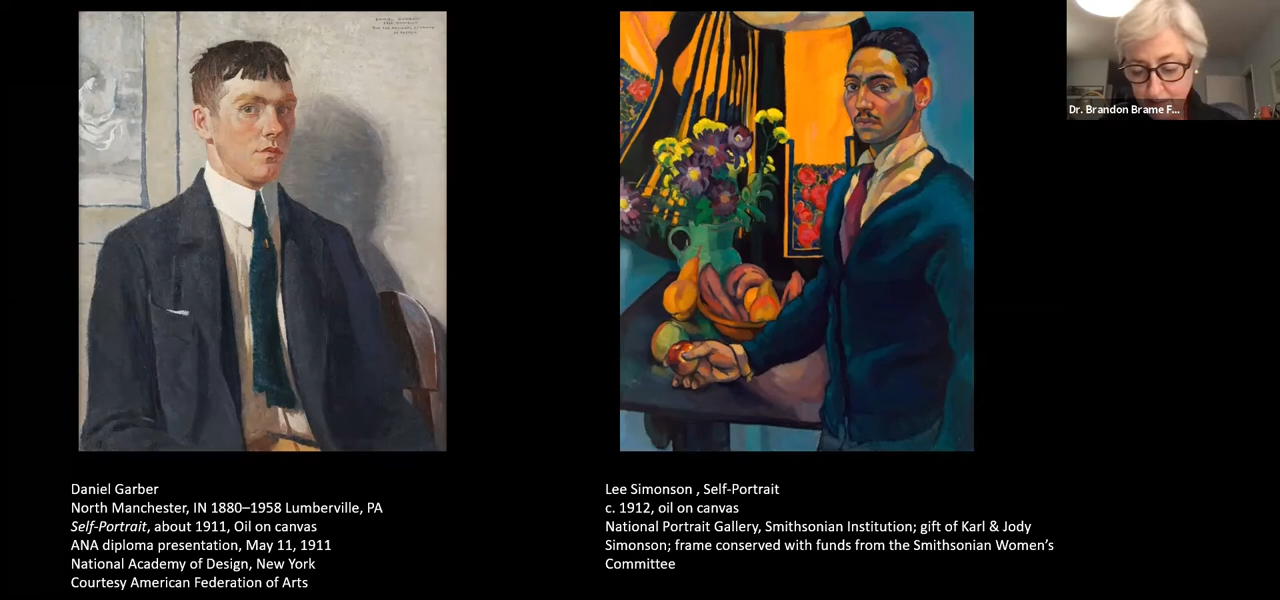 Daniel Garber
North Manchester, IN 1880–1958 Lumberville, PA
Self-Portrait, about 1911, Oil on canvas
ANA diploma presentation, May 11, 1911
National Academy of Design, New York
Courtesy American Federation of Arts
Lee Simonson , Self-Portrait
c. 1912, oil on canvas
National Portrait Gallery, Smithsonian Institution; gift of Karl & Jody
Simonson; frame conserved with funds from the Smithsonian Women’s
Committee
Dr. Brandon Brame F...